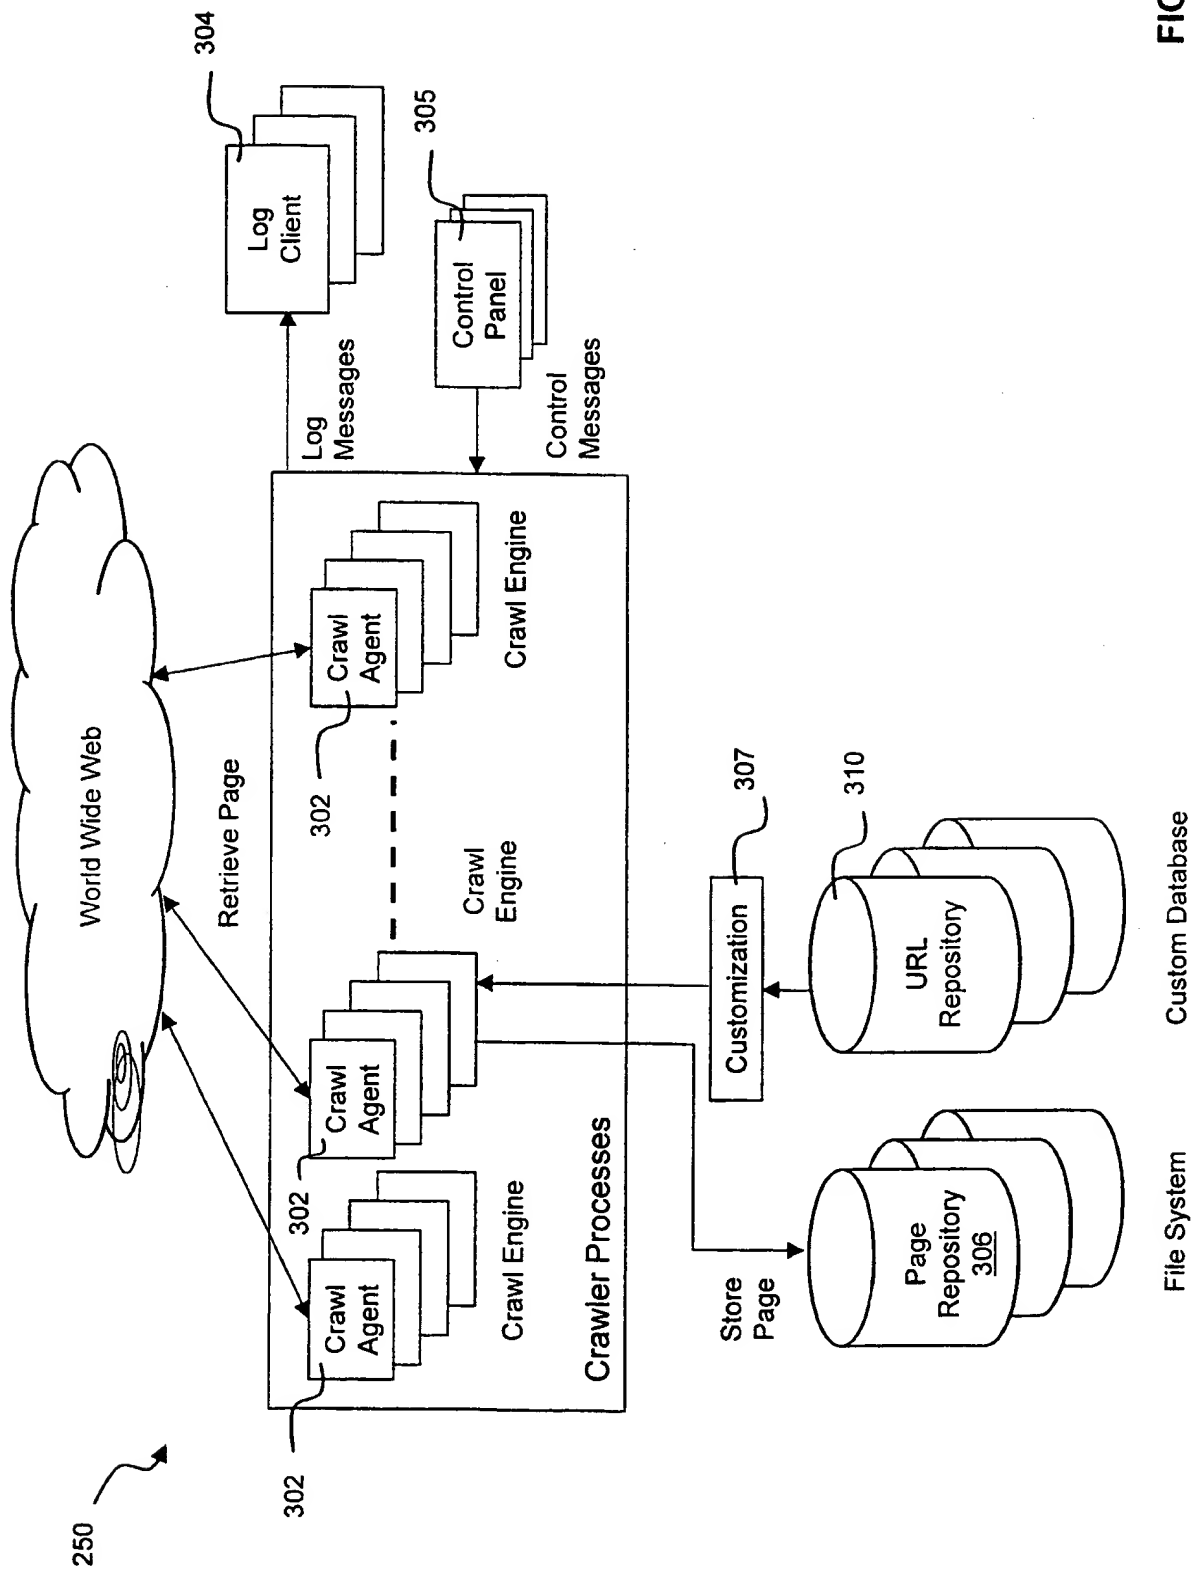 250
World Wide Web
Retrieve Page
304
Log
Client
Log
Messages
305
Control
Panel
Control
Messages
302
Crawl
Agent
Crawl Engine
302
Crawl
Agent
Crawl
Engine
302
Crawl
Agent
Crawl Engine
Crawler Processes
Store
Page
Customization
307
Page
Repository
306
URL
Repository
310
File System
Custom Database